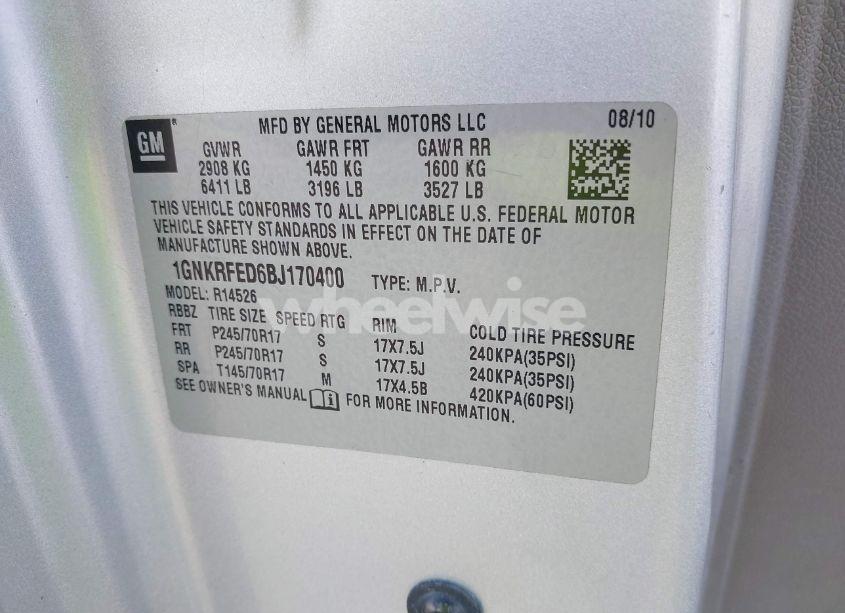 GM
MFD BY GENERAL MOTORS LLC 08/10
GVWR GAWR FRT GAWR RR
2908 KG 1450 KG 1600 KG
6411 LB 3196 LB 3527 LB
THIS VEHICLE CONFORMS TO ALL APPLICABLE U.S. FEDERAL MOTOR
VEHICLE SAFETY STANDARDS IN EFFECT ON THE DATE OF
MANUFACTURE SHOWN ABOVE.
1GNKRFED6BJ170400 TYPE: M.P.V.
MODEL: R14526
wheelwise
RBBZ TIRE SIZE SPEED RTG RIM COLD TIRE PRESSURE
FRT P245/70R17 S 17X7.5J 240KPA(35PSI)
RR P245/70R17 S 17X7.5J 240KPA(35PSI)
SPA T145/70R17 M 17X4.5B 420KPA(60PSI)
SEE OWNER'S MANUAL FOR MORE INFORMATION.